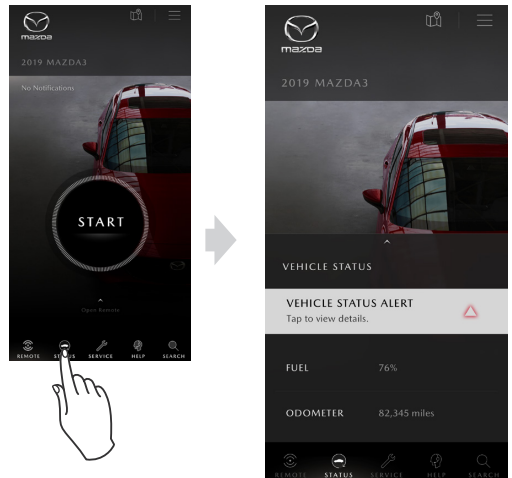 mazda
2019 MAZDA3
No Notifications
START
Open Remote
REMOTE STATUS SERVICE HELP SEARCH
mazda
2019 MAZDA3
VEHICLE STATUS
VEHICLE STATUS ALERT
Tap to view details.
FUEL 76%
ODOMETER 82,345 miles
REMOTE STATUS SERVICE HELP SEARCH